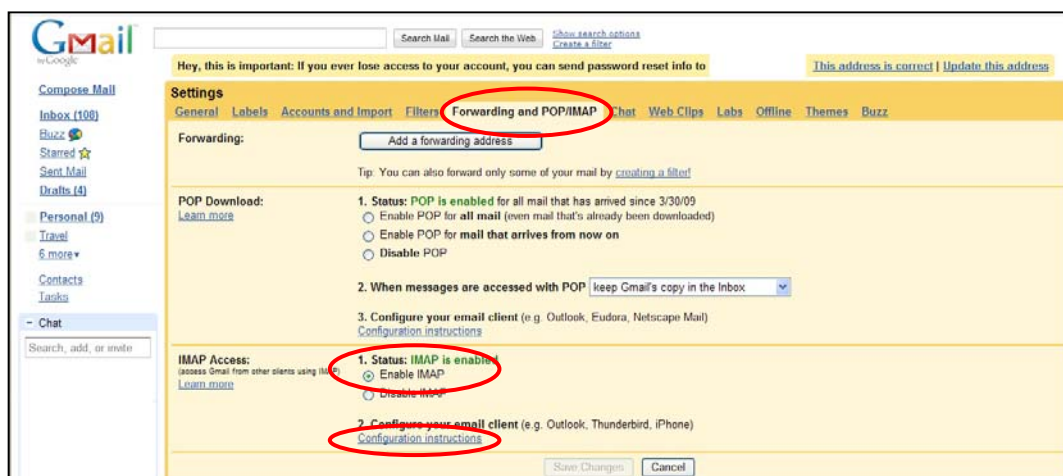 Gmail
by Google
Search Mail Search the Web Show search options
Create a filter
Hey, this is important: If you ever lose access to your account, you can send password reset info to This address is correct | Update this address
Compose Mail
Inbox (100)
Buzz
Starred
Sent Mail
Drafts (4)
Personal (9)
Travel
6 more▾
Contacts
Tasks
– Chat
Search, add, or invite
Settings
General Labels Accounts and Import Filters Forwarding and POP/IMAP Chat Web Clips Labs Offline Themes Buzz
Forwarding: Add a forwarding address
Tip: You can also forward only some of your mail by creating a filter!
POP Download: 1. Status: POP is enabled for all mail that has arrived since 3/30/09
Learn more Enable POP for all mail (even mail that's already been downloaded)
Enable POP for mail that arrives from now on
Disable POP
2. When messages are accessed with POP keep Gmail's copy in the Inbox
3. Configure your email client (e.g. Outlook, Eudora, Netscape Mail)
Configuration instructions
IMAP Access: 1. Status: IMAP is enabled
(access Gmail from other clients using IMAP) Enable IMAP
Learn more Disable IMAP
2. Configure your email client (e.g. Outlook, Thunderbird, iPhone)
Configuration instructions
Save Changes Cancel